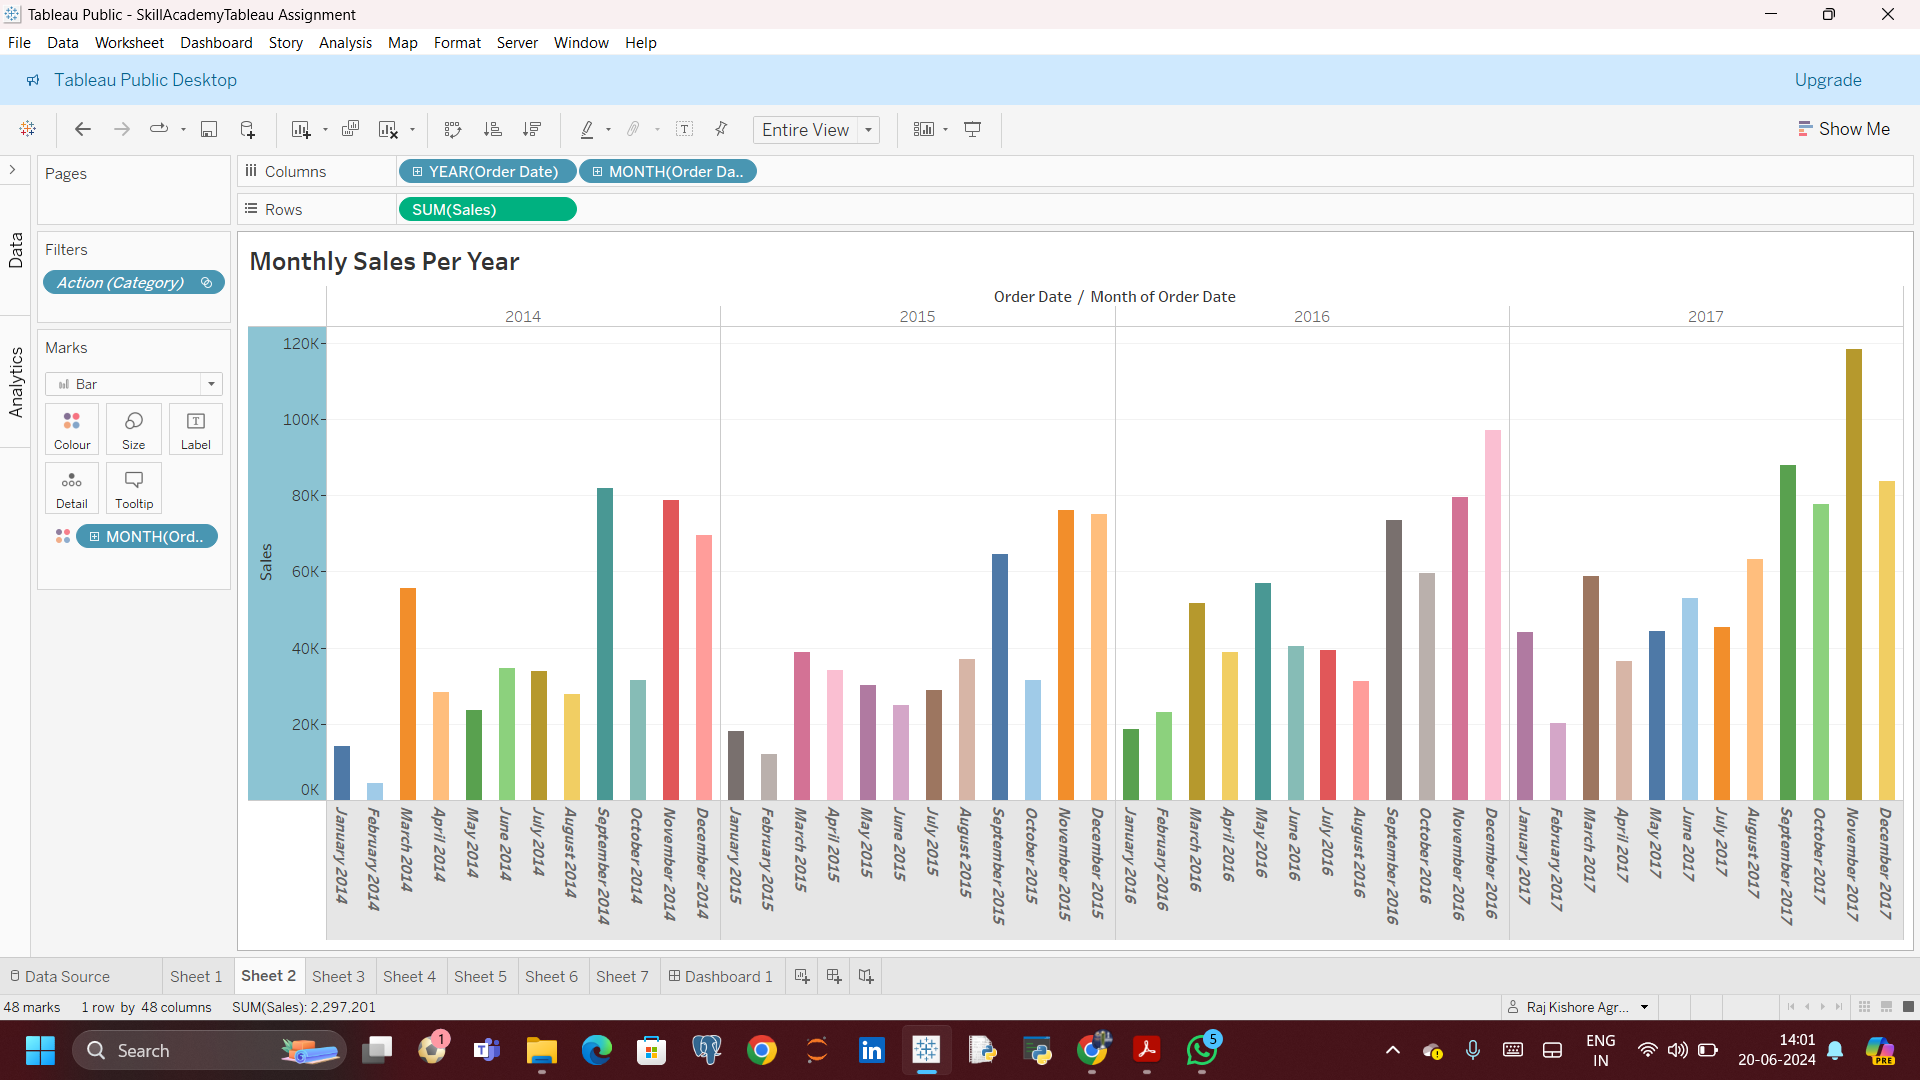 Tableau Public - SkillAcademyTableau Assignment
File Data Worksheet Dashboard Story Analysis Map Format Server Window Help
Tableau Public Desktop
Upgrade
Entire View
Show Me
Pages
Columns
YEAR(Order Date)
MONTH(Order Da..
Rows
SUM(Sales)
Data
Analytics
Filters
Action (Category)
Marks
Bar
Colour
Size
Label
Detail
Tooltip
MONTH(Ord..
Monthly Sales Per Year
Order Date / Month of Order Date
2014 2015 2016 2017
120K
100K
80K
60K
40K
20K
0K
Sales
January 2014
February 2014
March 2014
April 2014
May 2014
June 2014
July 2014
August 2014
September 2014
October 2014
November 2014
December 2014
January 2015
February 2015
March 2015
April 2015
May 2015
June 2015
July 2015
August 2015
September 2015
October 2015
November 2015
December 2015
January 2016
February 2016
March 2016
April 2016
May 2016
June 2016
July 2016
August 2016
September 2016
October 2016
November 2016
December 2016
January 2017
February 2017
March 2017
April 2017
May 2017
June 2017
July 2017
August 2017
September 2017
October 2017
November 2017
December 2017
Data Source Sheet 1 Sheet 2 Sheet 3 Sheet 4 Sheet 5 Sheet 6 Sheet 7 Dashboard 1
48 marks 1 row by 48 columns SUM(Sales): 2,297,201
Raj Kishore Agr...
Search
1
5
ENG
IN
14:01
20-06-2024
PRE